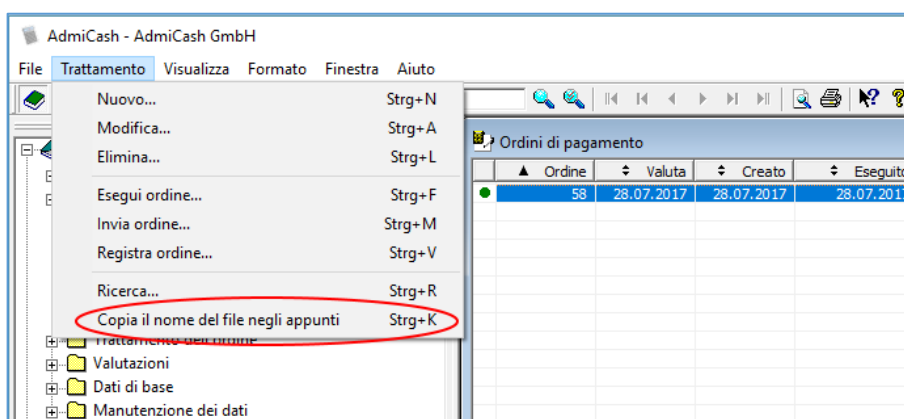 AdmiCash - AdmiCash GmbH
File Trattamento Visualizza Formato Finestra Aiuto
Nuovo... Strg+N
Modifica... Strg+A
Elimina... Strg+L
Esegui ordine... Strg+F
Invia ordine... Strg+M
Registra ordine... Strg+V
Ricerca... Strg+R
Copia il nome del file negli appunti Strg+K
Trattamento dell'ordine
Valutazioni
Dati di base
Manutenzione dei dati
Ordini di pagamento
Ordine Valuta Creato Eseguito
58 28.07.2017 28.07.2017 28.07.2017